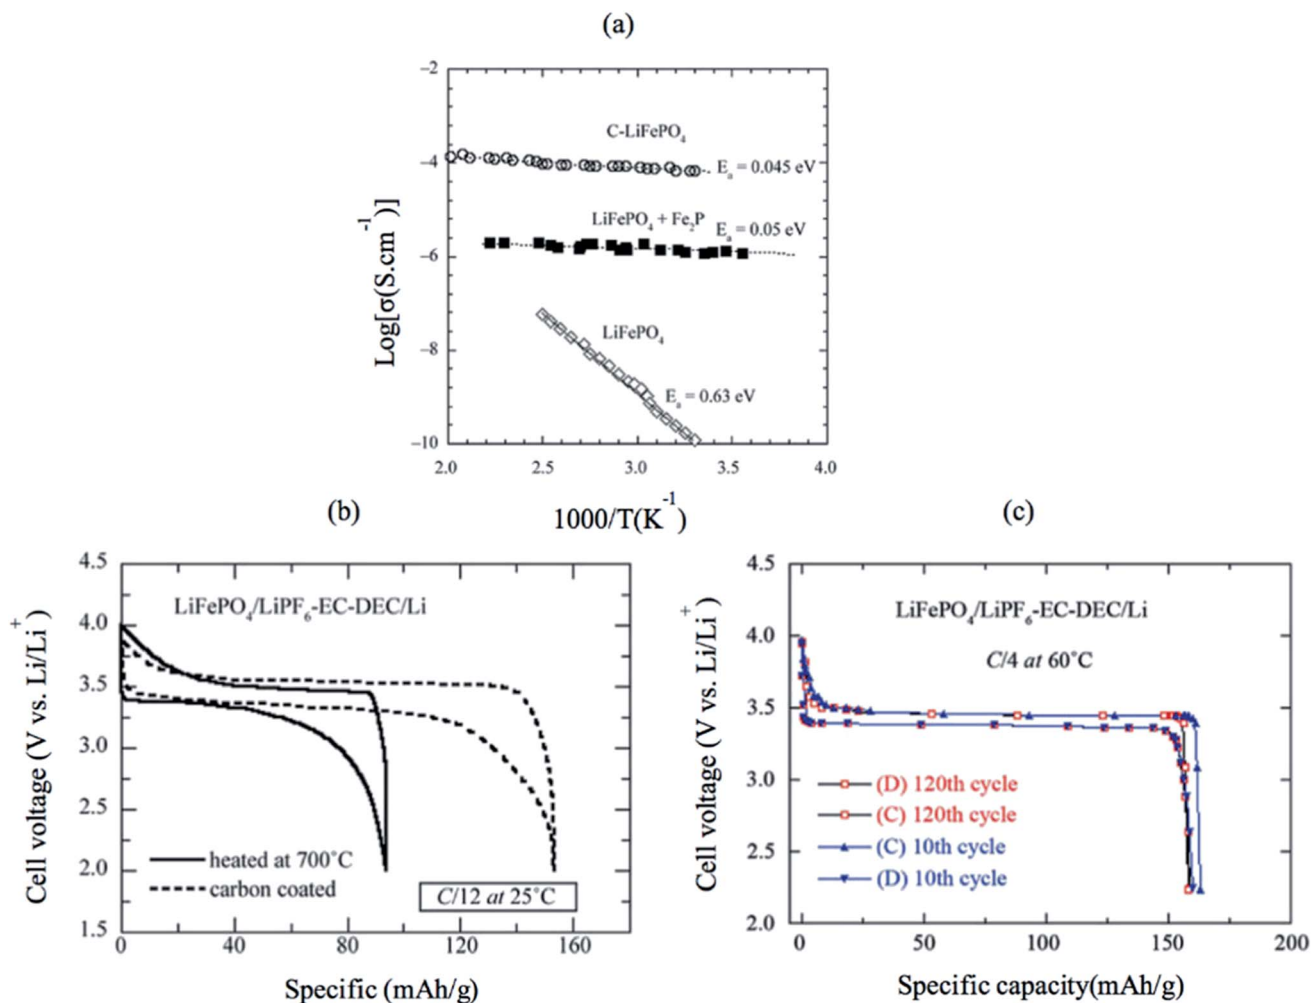 (a)
−2
−4
−6
−8
−10
Log[σ(S.cm⁻¹)]
C-LiFePO₄
Eₐ = 0.045 eV
LiFePO₄ + Fe₂P
Eₐ = 0.05 eV
LiFePO₄
Eₐ = 0.63 eV
2.0 2.5 3.0 3.5 4.0
1000/T(K⁻¹)
(b)
4.5
4.0
3.5
3.0
2.5
2.0
1.5
Cell voltage (V vs. Li/Li⁺)
LiFePO₄/LiPF₆-EC-DEC/Li
heated at 700°C
carbon coated
C/12 at 25°C
0 40 80 120 160
Specific (mAh/g)
(c)
4.5
4.0
3.5
3.0
2.5
2.0
Cell voltage (V vs. Li/Li⁺)
LiFePO₄/LiPF₆-EC-DEC/Li
C/4 at 60°C
(D) 120th cycle
(C) 120th cycle
(C) 10th cycle
(D) 10th cycle
0 50 100 150 200
Specific capacity(mAh/g)